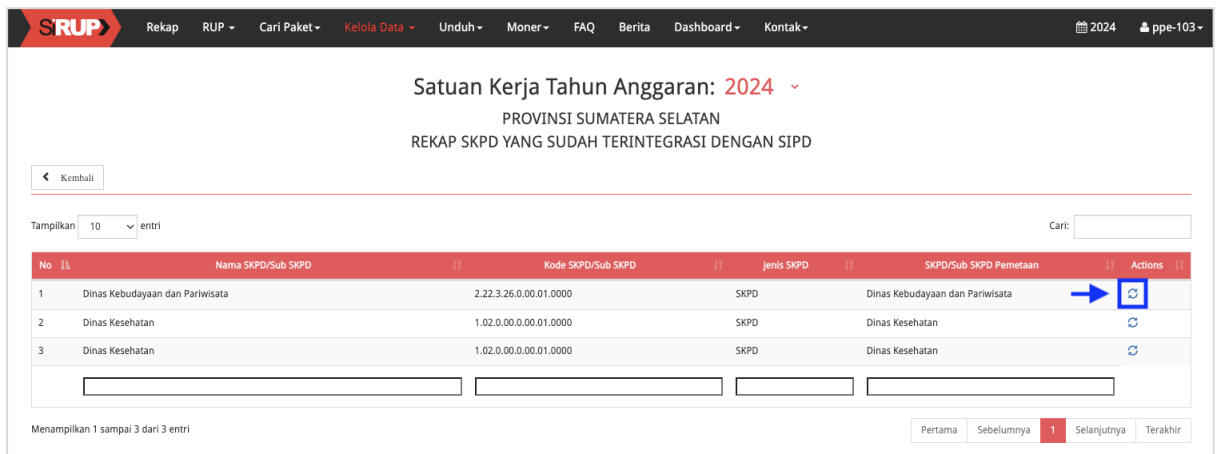 SiRUP Rekap RUP Cari Paket Kelola Data Unduh Moner FAQ Berita Dashboard Kontak 2024 ppe-103
Satuan Kerja Tahun Anggaran: 2024
PROVINSI SUMATERA SELATAN
REKAP SKPD YANG SUDAH TERINTEGRASI DENGAN SIPD
Kembali
Tampilkan 10 entri Cari:
No Nama SKPD/Sub SKPD Kode SKPD/Sub SKPD Jenis SKPD SKPD/Sub SKPD Pemetaan Actions
1 Dinas Kebudayaan dan Pariwisata 2.22.3.26.0.00.01.0000 SKPD Dinas Kebudayaan dan Pariwisata
2 Dinas Kesehatan 1.02.0.00.0.00.01.0000 SKPD Dinas Kesehatan
3 Dinas Kesehatan 1.02.0.00.0.00.01.0000 SKPD Dinas Kesehatan
Menampilkan 1 sampai 3 dari 3 entri Pertama Sebelumnya 1 Selanjutnya Terakhir